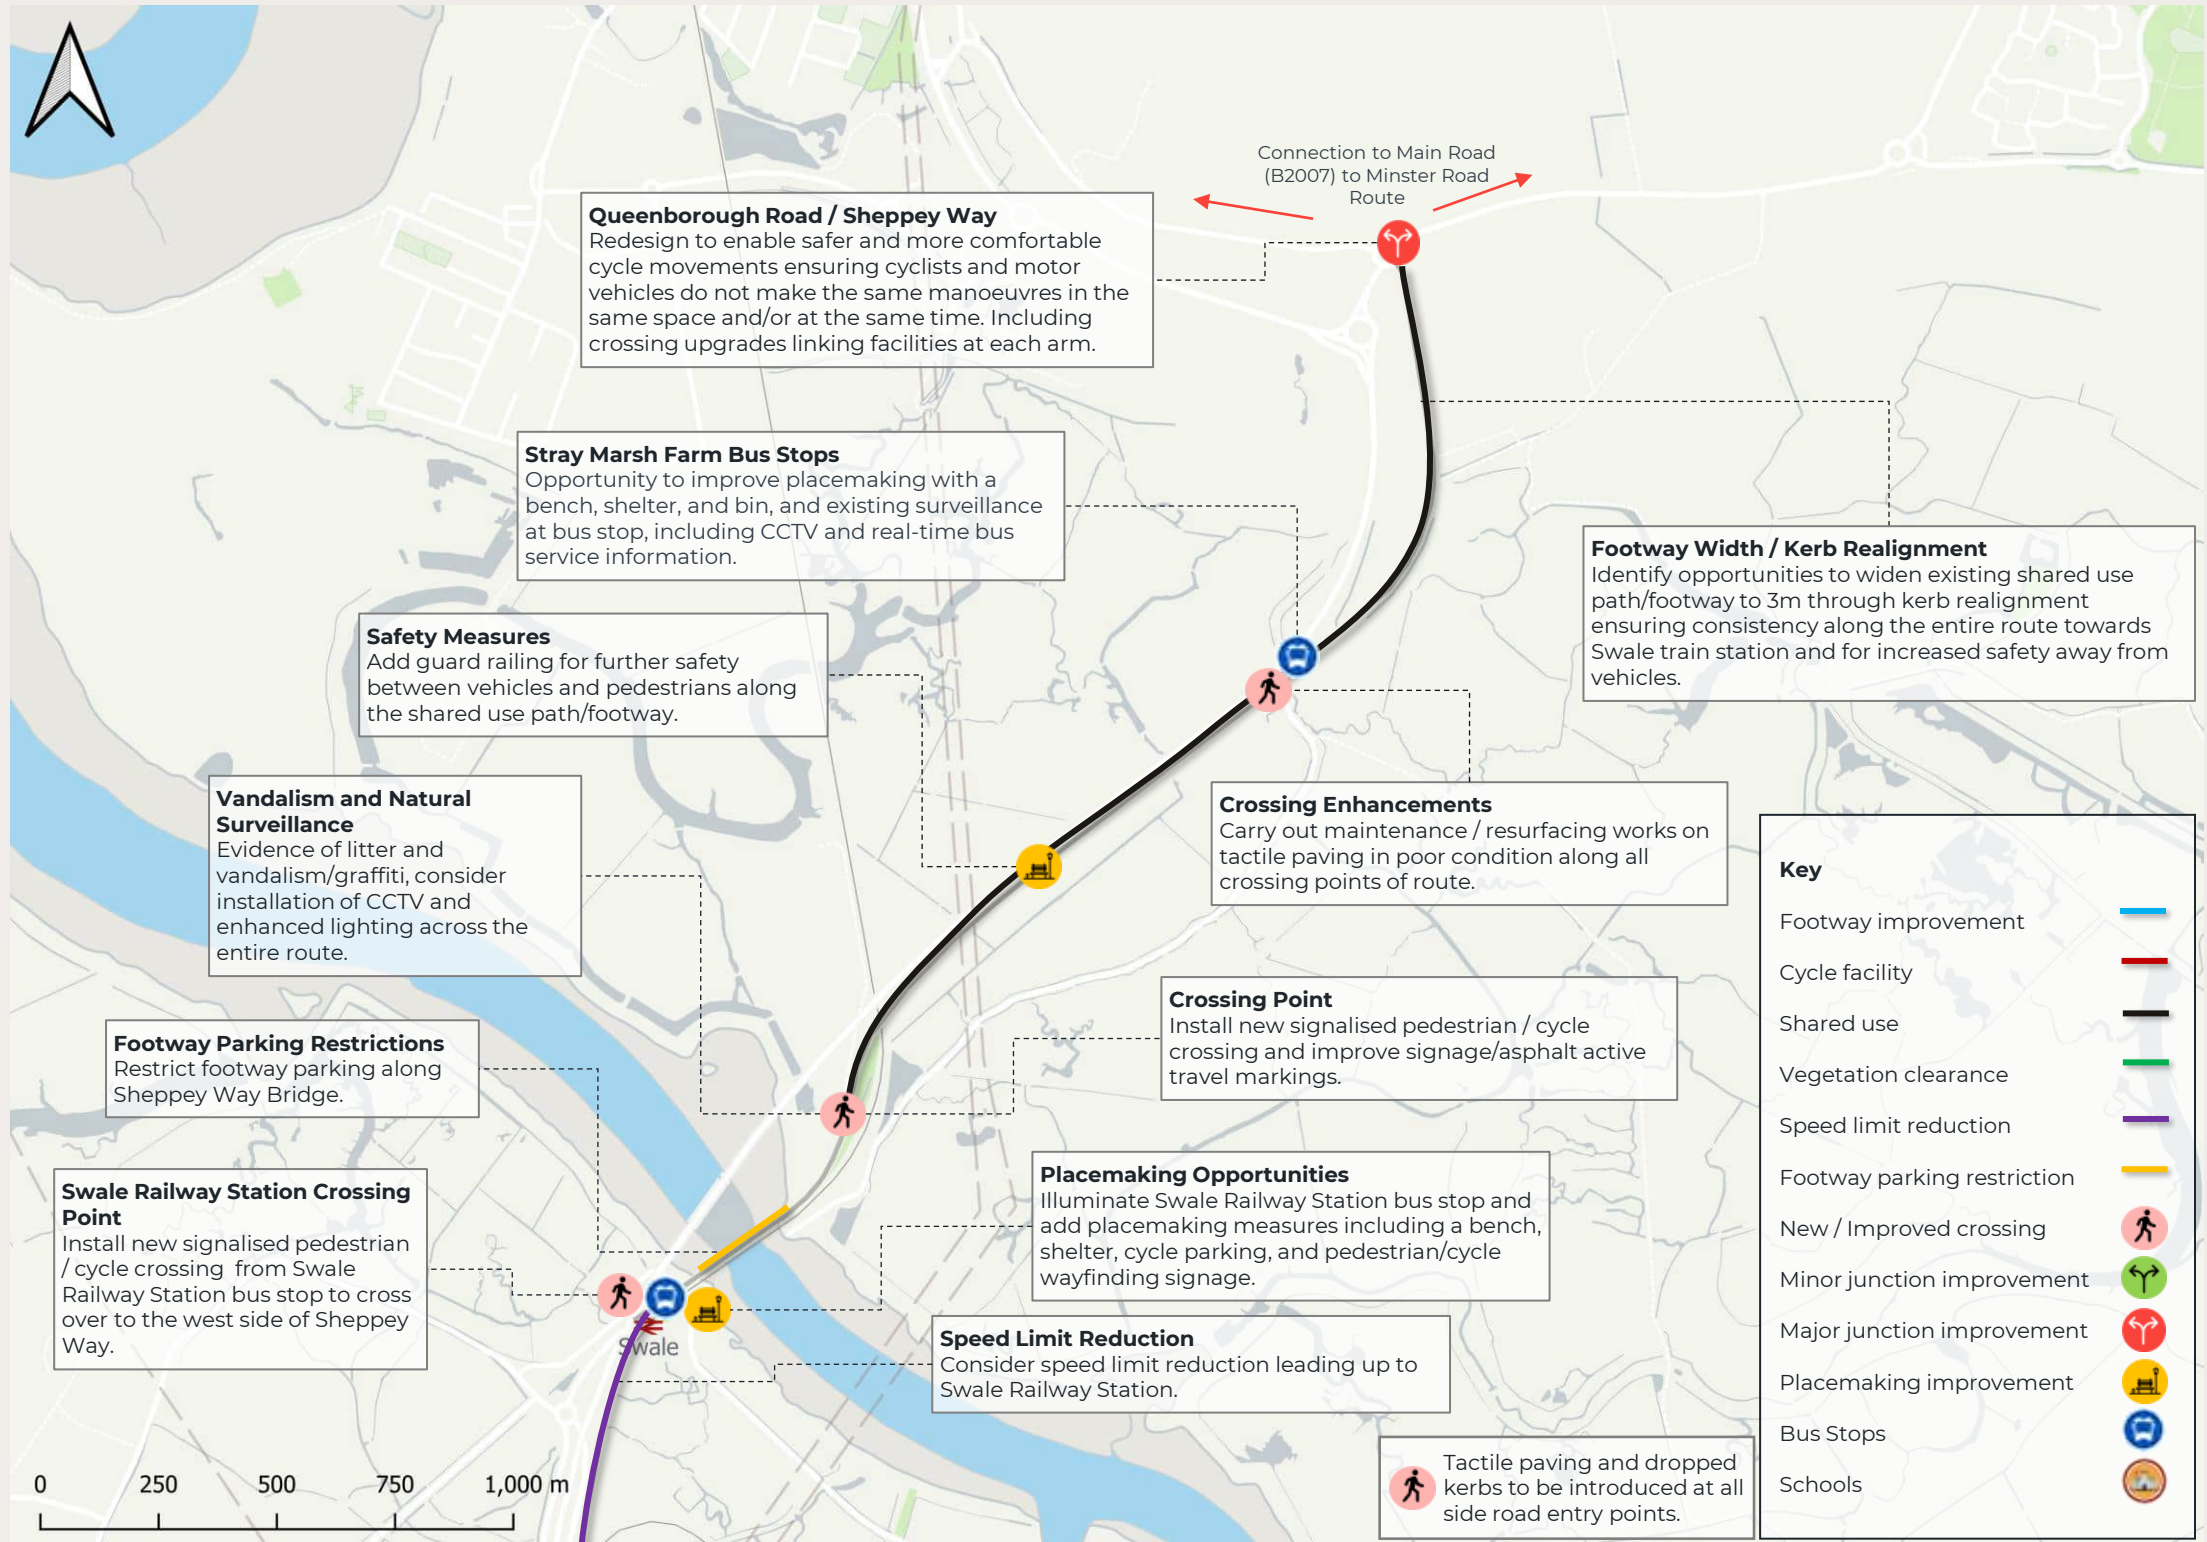 Connection to Main Road
(B2007) to Minster Road
Route
Queenborough Road / Sheppey Way
Redesign to enable safer and more comfortable
cycle movements ensuring cyclists and motor
vehicles do not make the same manoeuvres in the
same space and/or at the same time. Including
crossing upgrades linking facilities at each arm.
Stray Marsh Farm Bus Stops
Opportunity to improve placemaking with a
bench, shelter, and bin, and existing surveillance
at bus stop, including CCTV and real-time bus
service information.
Footway Width / Kerb Realignment
Identify opportunities to widen existing shared use
path/footway to 3m through kerb realignment
ensuring consistency along the entire route towards
Swale train station and for increased safety away from
vehicles.
Safety Measures
Add guard railing for further safety
between vehicles and pedestrians along
the shared use path/footway.
Vandalism and Natural
Surveillance
Evidence of litter and
vandalism/graffiti, consider
installation of CCTV and
enhanced lighting across the
entire route.
Crossing Enhancements
Carry out maintenance / resurfacing works on
tactile paving in poor condition along all
crossing points of route.
Crossing Point
Install new signalised pedestrian / cycle
crossing and improve signage/asphalt active
travel markings.
Footway Parking Restrictions
Restrict footway parking along
Sheppey Way Bridge.
Swale Railway Station Crossing
Point
Install new signalised pedestrian
/ cycle crossing from Swale
Railway Station bus stop to cross
over to the west side of Sheppey
Way.
Placemaking Opportunities
Illuminate Swale Railway Station bus stop and
add placemaking measures including a bench,
shelter, cycle parking, and pedestrian/cycle
wayfinding signage.
Swale
Speed Limit Reduction
Consider speed limit reduction leading up to
Swale Railway Station.
0 250 500 750 1,000 m
Tactile paving and dropped
kerbs to be introduced at all
side road entry points.
Key
Footway improvement
Cycle facility
Shared use
Vegetation clearance
Speed limit reduction
Footway parking restriction
New / Improved crossing
Minor junction improvement
Major junction improvement
Placemaking improvement
Bus Stops
Schools